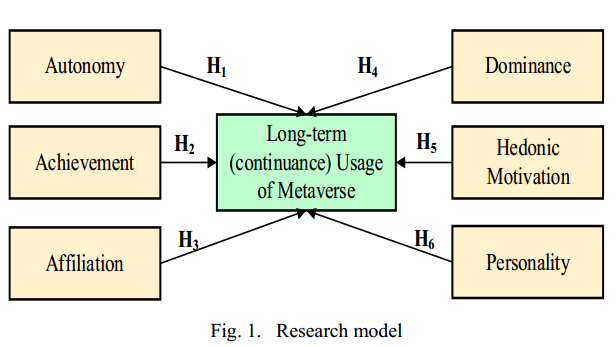 Autonomy
H1
H4
Dominance
Achievement
H2
Long-term
(continuance) Usage
of Metaverse
H5
Hedonic
Motivation
Affiliation
H3
H6
Personality
Fig. 1. Research model